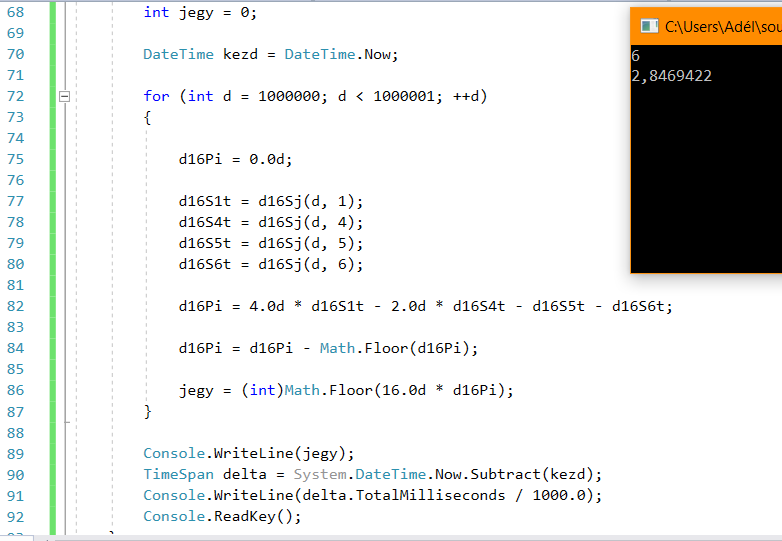 68 int jegy = 0;
69
70 DateTime kezd = DateTime.Now;
71
72 for (int d = 1000000; d < 1000001; ++d)
73 {
74
75 d16Pi = 0.0d;
76
77 d16S1t = d16Sj(d, 1);
78 d16S4t = d16Sj(d, 4);
79 d16S5t = d16Sj(d, 5);
80 d16S6t = d16Sj(d, 6);
81
82 d16Pi = 4.0d * d16S1t - 2.0d * d16S4t - d16S5t - d16S6t;
83
84 d16Pi = d16Pi - Math.Floor(d16Pi);
85
86 jegy = (int)Math.Floor(16.0d * d16Pi);
87 }
88
89 Console.WriteLine(jegy);
90 TimeSpan delta = System.DateTime.Now.Subtract(kezd);
91 Console.WriteLine(delta.TotalMilliseconds / 1000.0);
92 Console.ReadKey();
C:\Users\Adél\sou
6
2,8469422